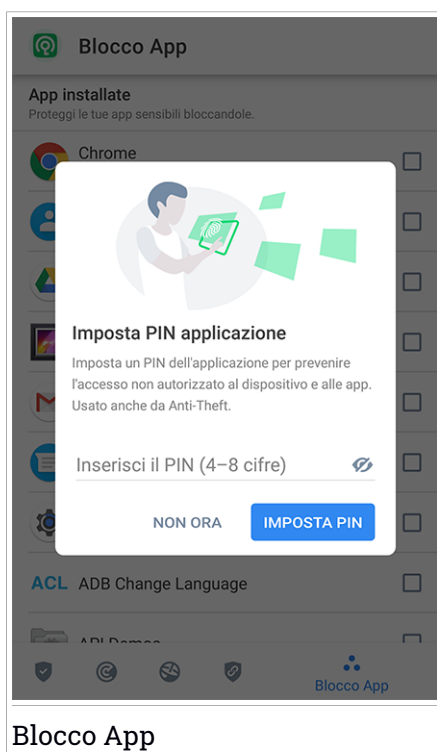 Blocco App
App installate
Proteggi le tue app sensibili bloccandole.
Chrome
Imposta PIN applicazione
Imposta un PIN dell'applicazione per prevenire
l'accesso non autorizzato al dispositivo e alle app.
Usato anche da Anti-Theft.
Inserisci il PIN (4–8 cifre)
NON ORA
IMPOSTA PIN
ACL ADB Change Language
API Demos
Blocco App
Blocco App